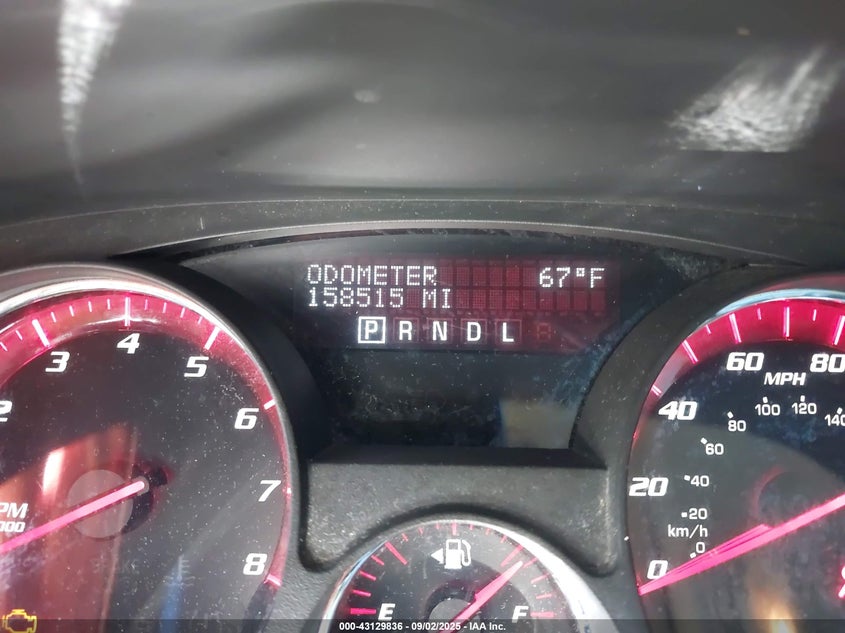 ODOMETER 67°F
158515 MI
P R N D L
2 3 4 5 6 7 8
0 20 40 60 80
MPH
0 20 40 60 80 100 120 140
km/h
E F
000-43129836 - 09/02/2025 - IAA Inc.